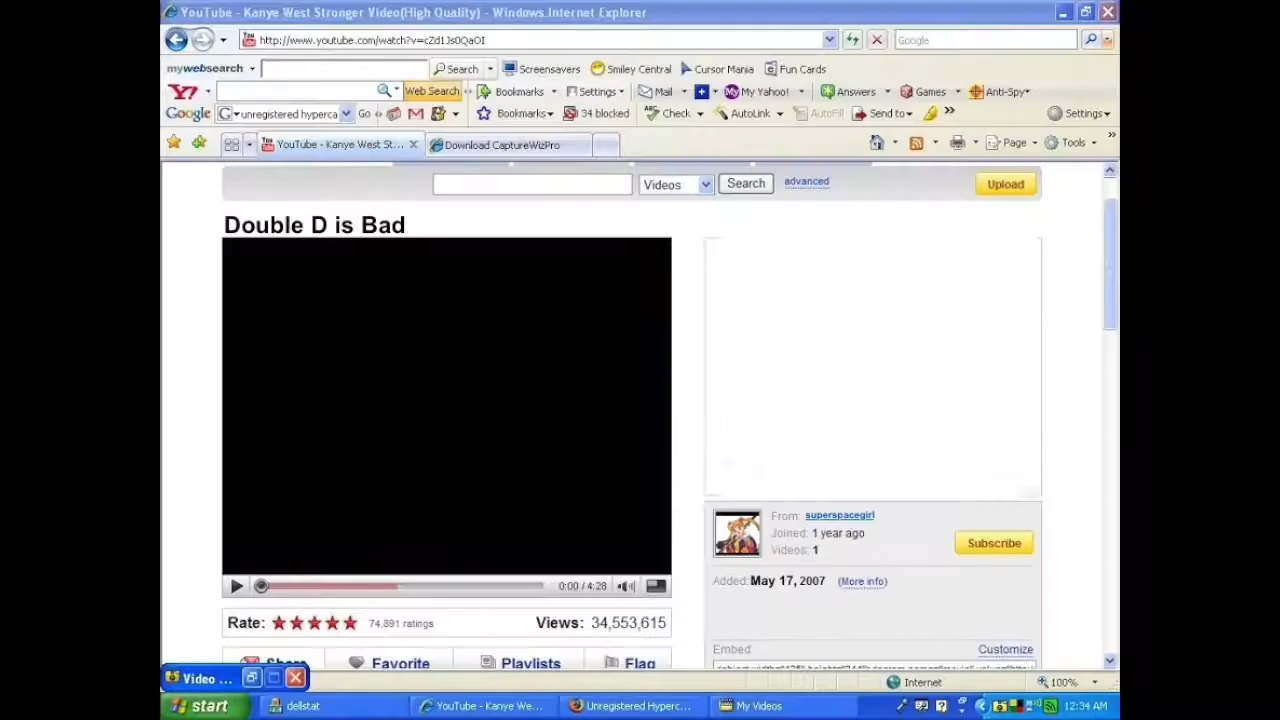 YouTube - Kanye West Stronger Video(High Quality) - Windows Internet Explorer
http://www.youtube.com/watch?v=cZd1Js0QaOI Google
mywebsearch Search Screensavers Smiley Central Cursor Mania Fun Cards
Y! Web Search Bookmarks Settings Mail My Yahoo! Answers Games Anti-Spy
Google unregistered hyperca Go Bookmarks 34 blocked Check AutoLink AutoFill Send to Settings
YouTube - Kanye West St... Download CaptureWizPro Page Tools
Videos Search advanced Upload
Double D is Bad
From: superspacegirl
Joined: 1 year ago
Videos: 1
Subscribe
Added: May 17, 2007 (More info)
0:00 / 4:28
Rate: 74,891 ratings Views: 34,553,615
Embed: Customize
Share Favorite Playlists Flag
Video ... Internet 100%
start dellstat YouTube - Kanye We... Unregistered Hyperc... My Videos 12:34 AM